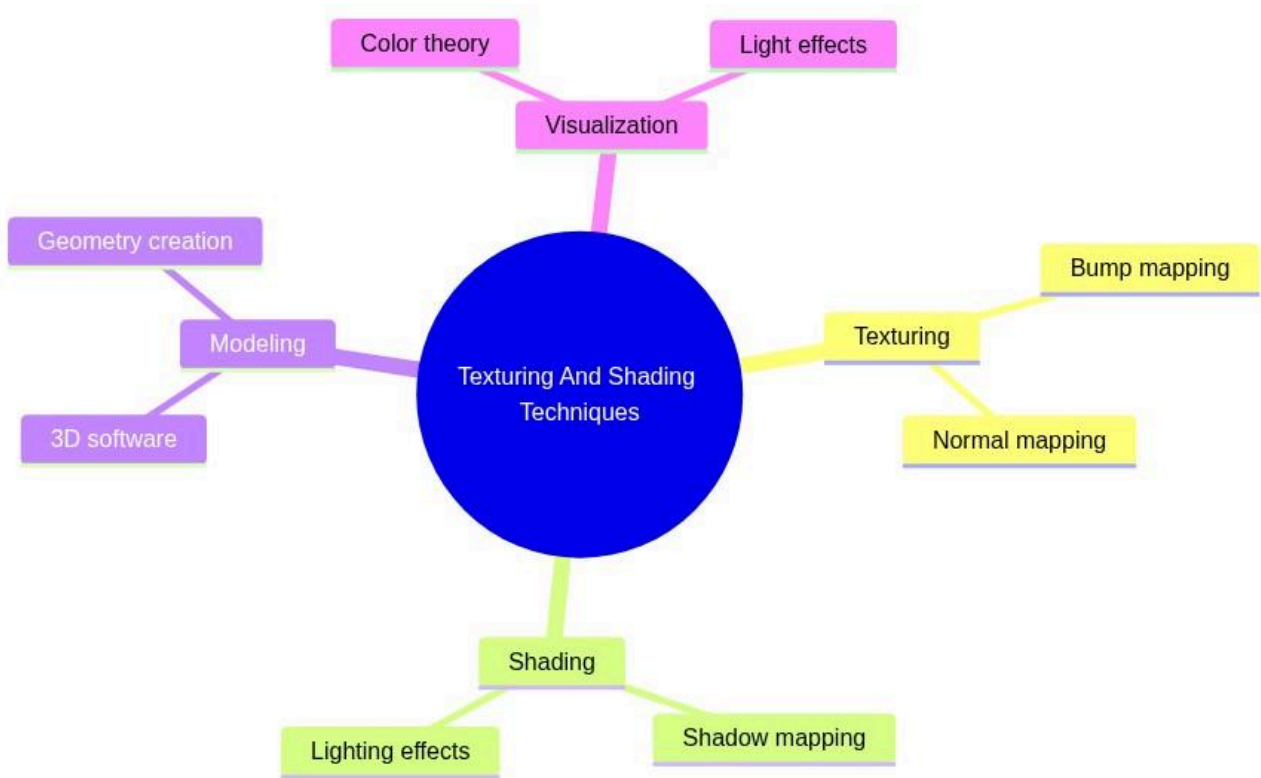 Color theory
Light effects
Visualization
Geometry creation
Bump mapping
Modeling
Texturing
Texturing And Shading
Techniques
3D software
Normal mapping
Shading
Lighting effects
Shadow mapping